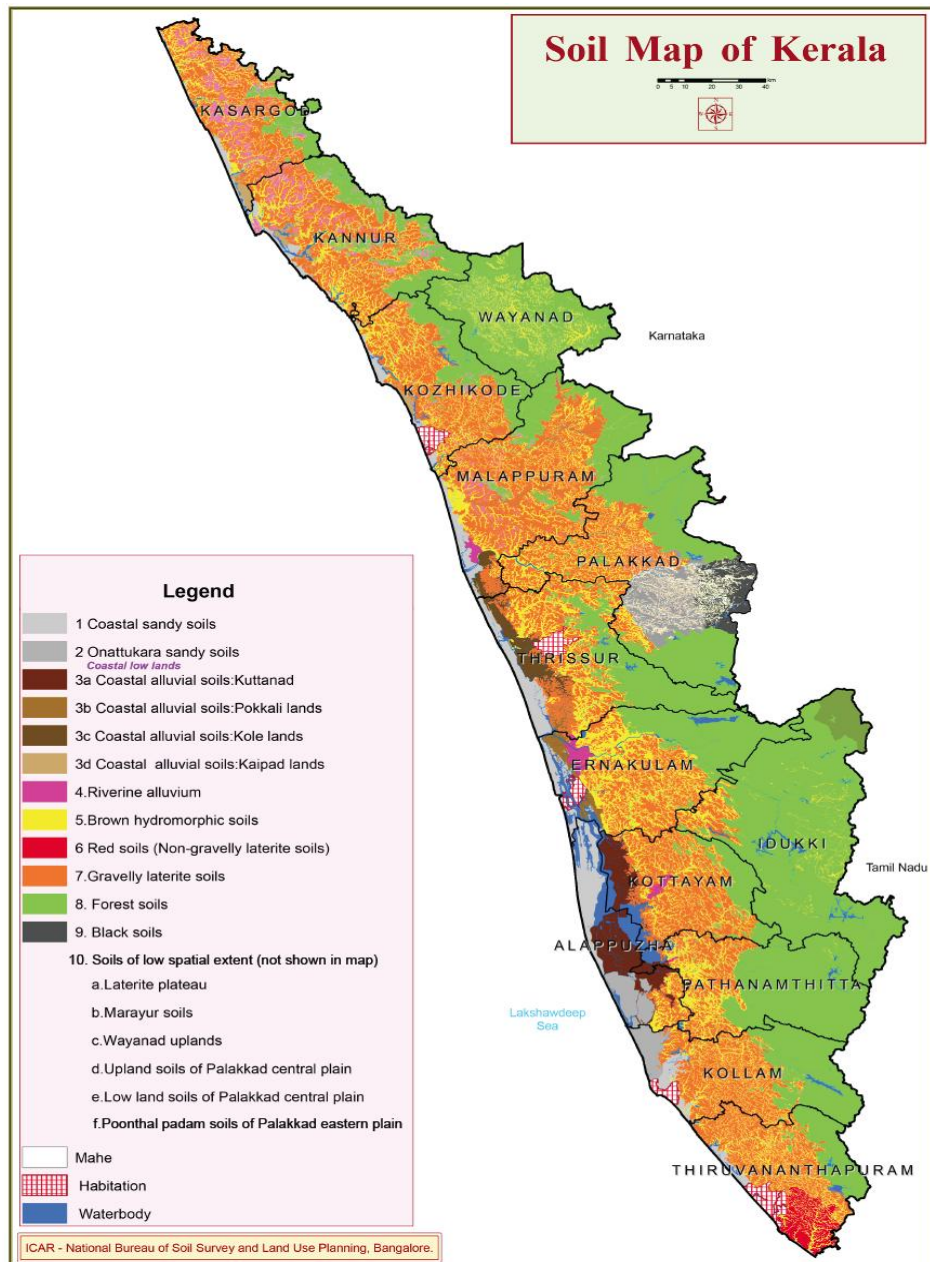 Soil Map of Kerala
0 5 10 20 30 40 km
N
W E
S
KASARGOD
KANNUR
WAYANAD
Karnataka
KOZHIKODE
MALAPPURAM
PALAKKAD
THRISSUR
ERNAKULAM
IDUKKI
Tamil Nadu
KOTTAYAM
ALAPPUZHA
PATHANAMTHITTA
Lakshawdeep
Sea
KOLLAM
THIRUVANANTHAPURAM
Legend
1 Coastal sandy soils
2 Onattukara sandy soils
Coastal low lands
3a Coastal alluvial soils:Kuttanad
3b Coastal alluvial soils:Pokkali lands
3c Coastal alluvial soils:Kole lands
3d Coastal alluvial soils:Kaipad lands
4.Riverine alluvium
5.Brown hydromorphic soils
6 Red soils (Non-gravelly laterite soils)
7.Gravelly laterite soils
8. Forest soils
9. Black soils
10. Soils of low spatial extent (not shown in map)
a.Laterite plateau
b.Marayur soils
c.Wayanad uplands
d.Upland soils of Palakkad central plain
e.Low land soils of Palakkad central plain
f.Poonthal padam soils of Palakkad eastern plain
Mahe
Habitation
Waterbody
ICAR - National Bureau of Soil Survey and Land Use Planning, Bangalore.